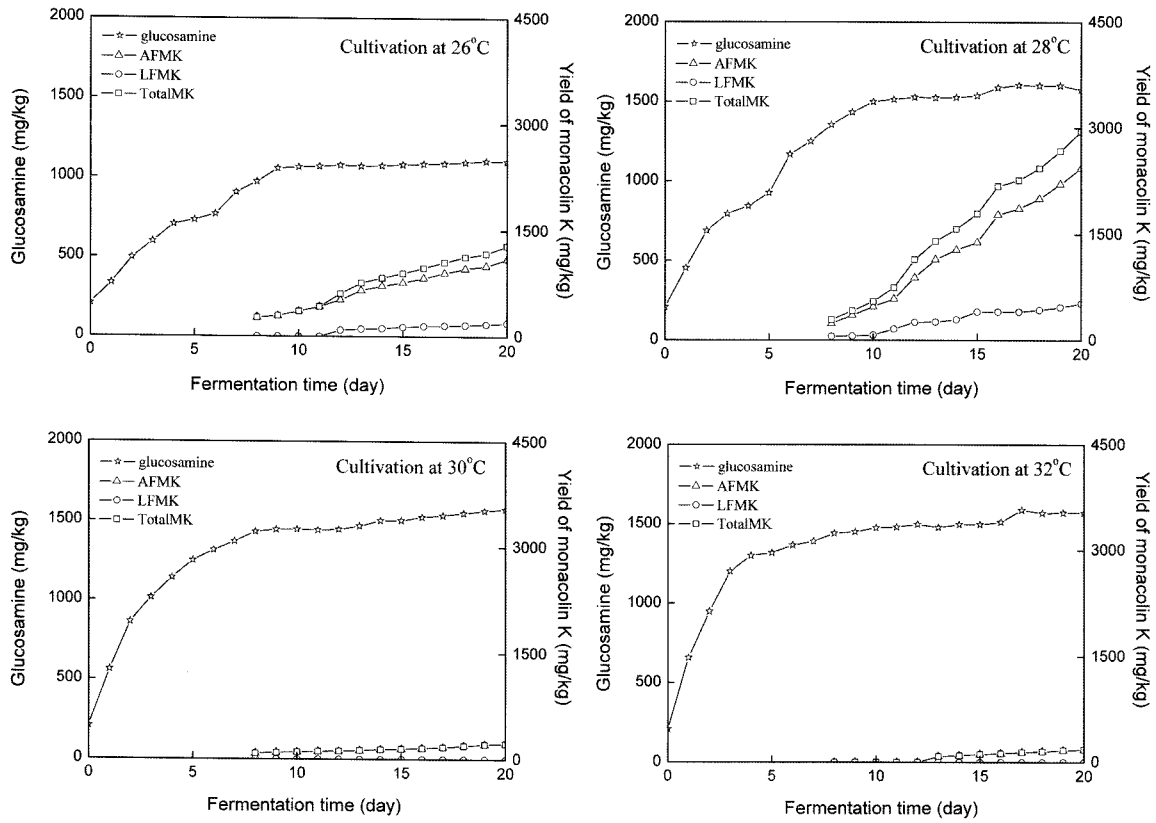 Cultivation at 26°C
glucosamine
AFMK
LFMK
TotalMK
Glucosamine (mg/kg)
2000
1500
1000
500
0
4500
3000
1500
0
Yield of monacolin K (mg/kg)
0 5 10 15 20
Fermentation time (day)
Cultivation at 28°C
glucosamine
AFMK
LFMK
TotalMK
Glucosamine (mg/kg)
2000
1500
1000
500
0
4500
3000
1500
0
Yield of monacolin K (mg/kg)
0 5 10 15 20
Fermentation time (day)
Cultivation at 30°C
glucosamine
AFMK
LFMK
TotalMK
Glucosamine (mg/kg)
2000
1500
1000
500
0
4500
3000
1500
0
Yield of monacolin K (mg/kg)
0 5 10 15 20
Fermentation time (day)
Cultivation at 32°C
glucosamine
AFMK
LFMK
TotalMK
Glucosamine (mg/kg)
2000
1500
1000
500
0
4500
3000
1500
0
Yield of monacolin K (mg/kg)
0 5 10 15 20
Fermentation time (day)